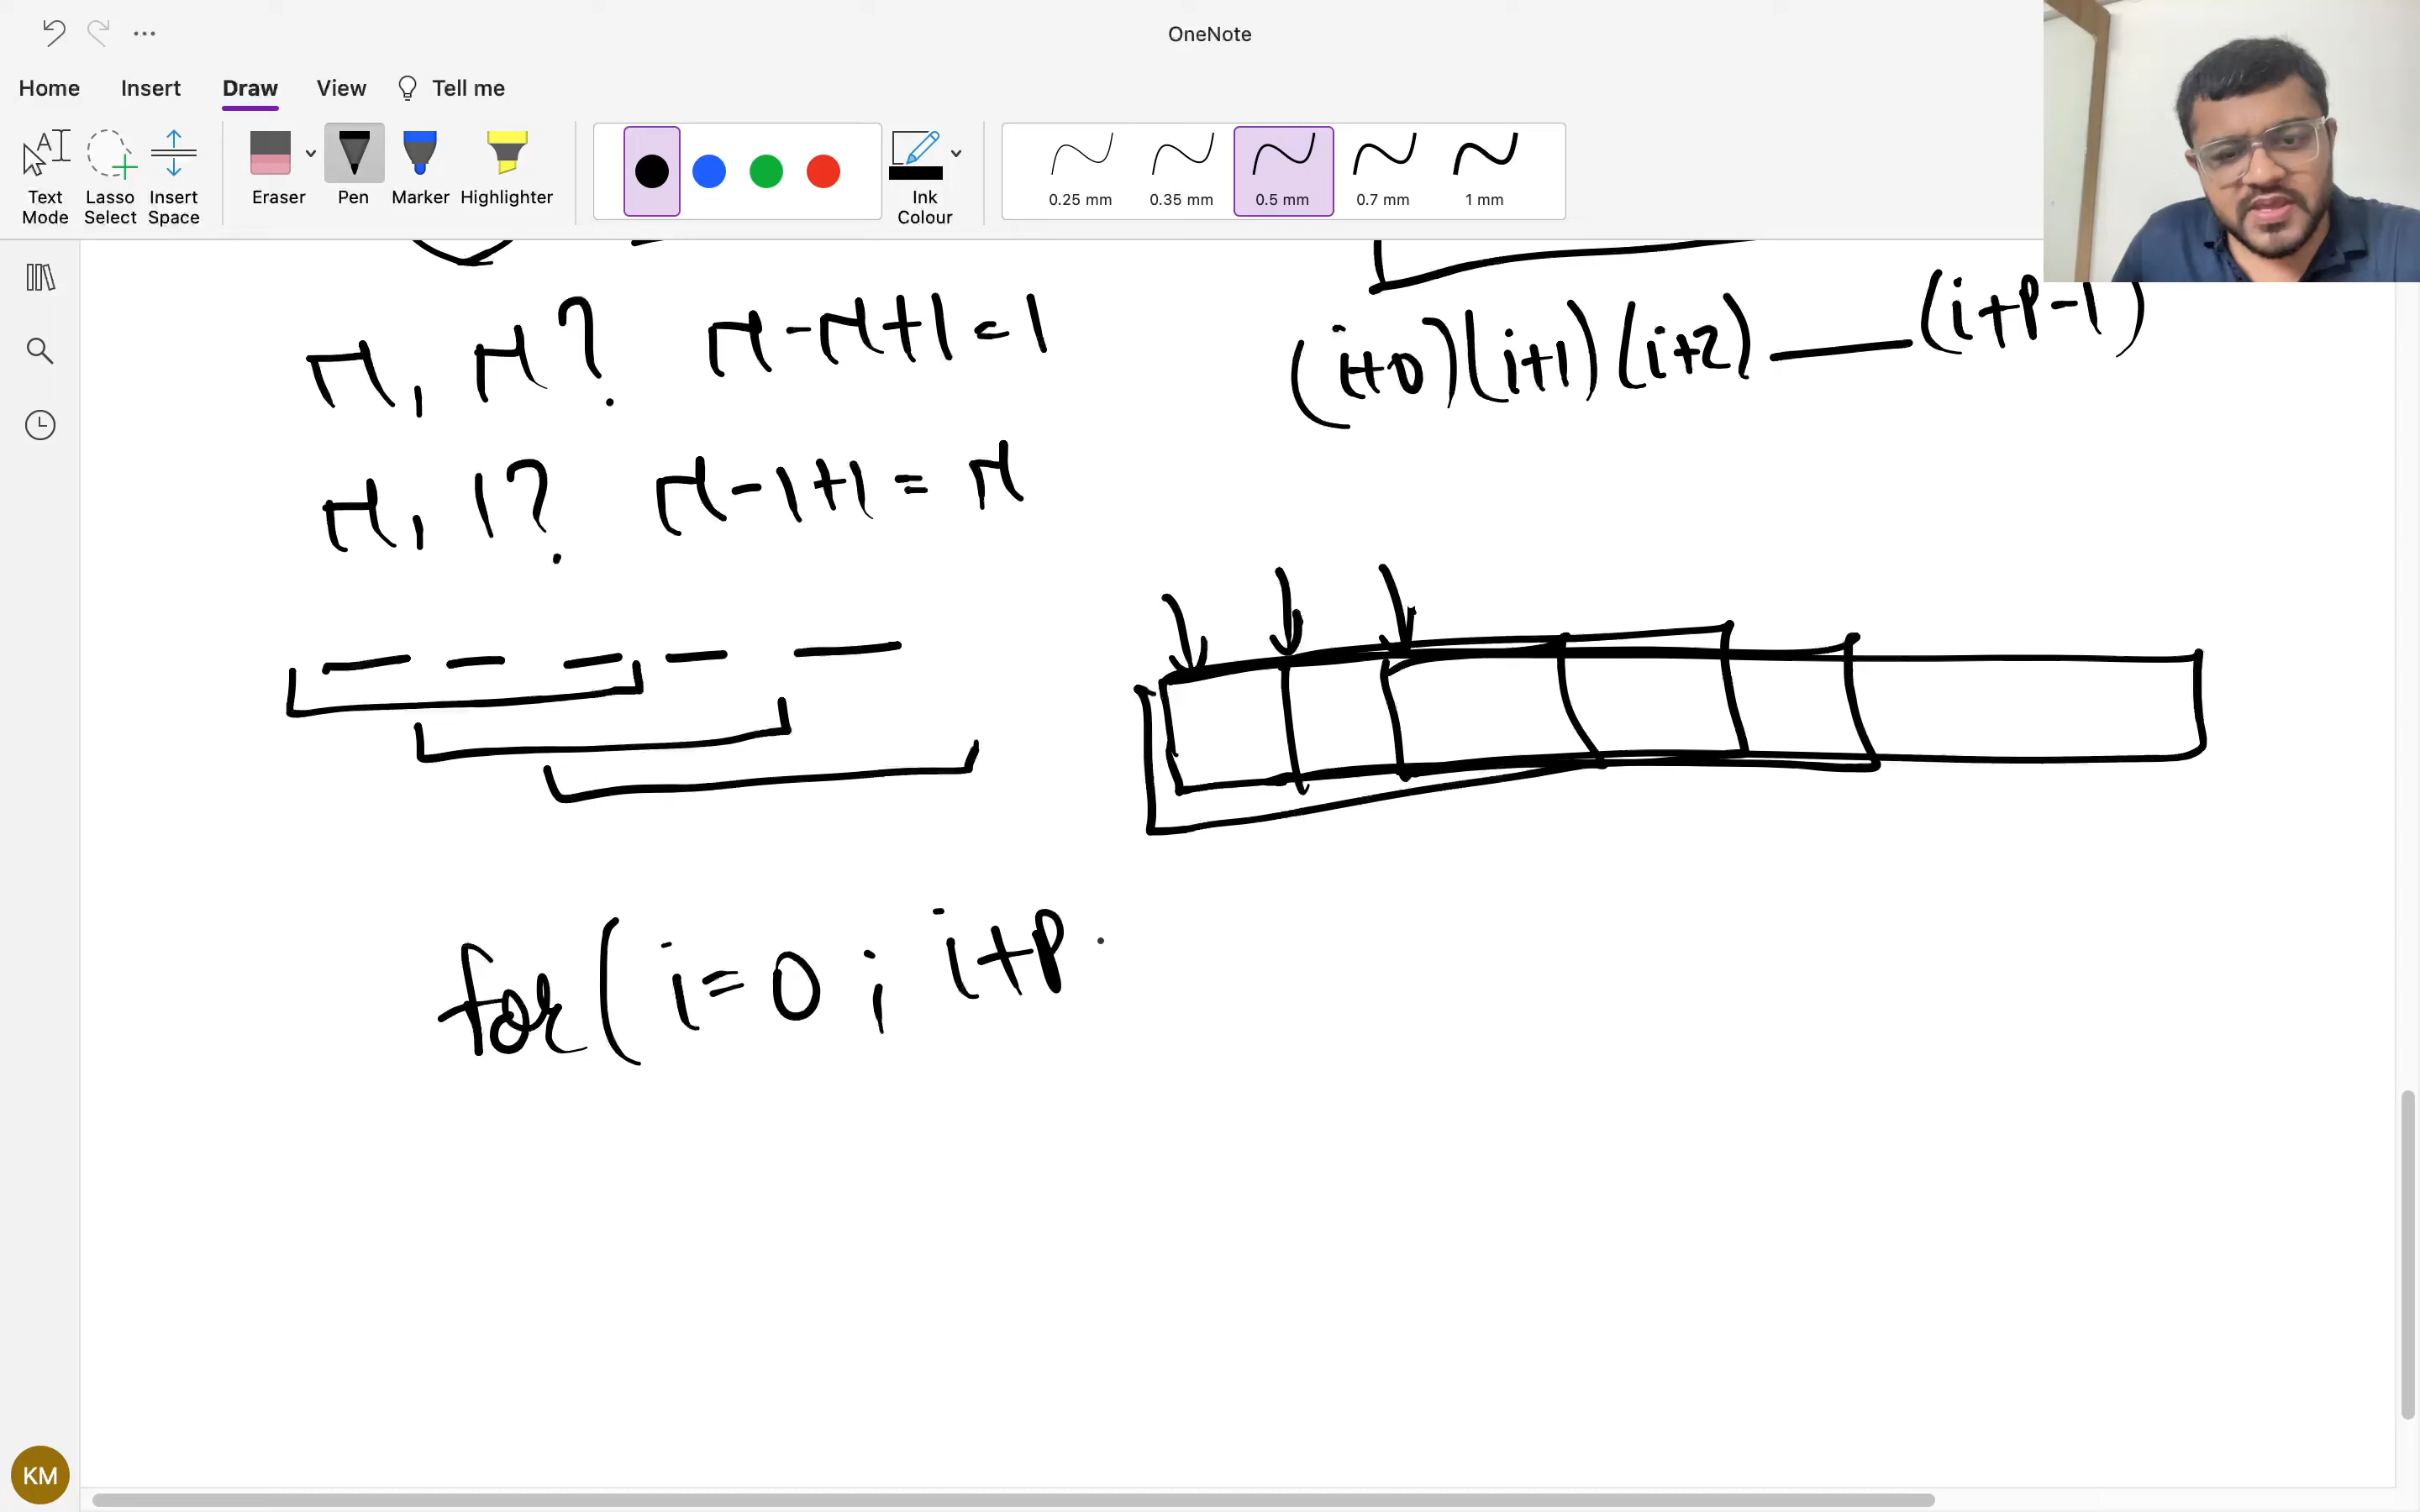 OneNote
Home Insert Draw View Tell me
Text Mode
Lasso Select
Insert Space
Eraser
Pen
Marker
Highlighter
Ink Colour
0.25 mm
0.35 mm
0.5 mm
0.7 mm
1 mm
n, n? n-n+1=1
(i+0)(i+1)(i+2) — (i+p-1)
n, 1? n-1+1=n
for( i=0 ; i+p
KM